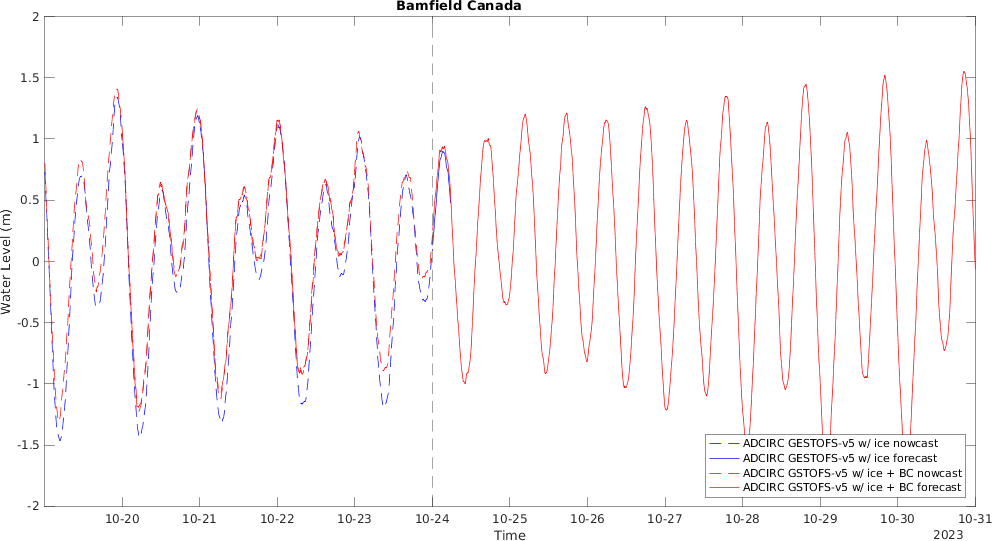 Bamfield Canada
2
1.5
1
0.5
0
-0.5
-1
-1.5
-2
Water Level (m)
10-20 10-21 10-22 10-23 10-24 10-25 10-26 10-27 10-28 10-29 10-30 10-31
Time
2023
ADCIRC GESTOFS-v5 w/ ice nowcast
ADCIRC GESTOFS-v5 w/ ice forecast
ADCIRC GSTOFS-v5 w/ ice + BC nowcast
ADCIRC GSTOFS-v5 w/ ice + BC forecast